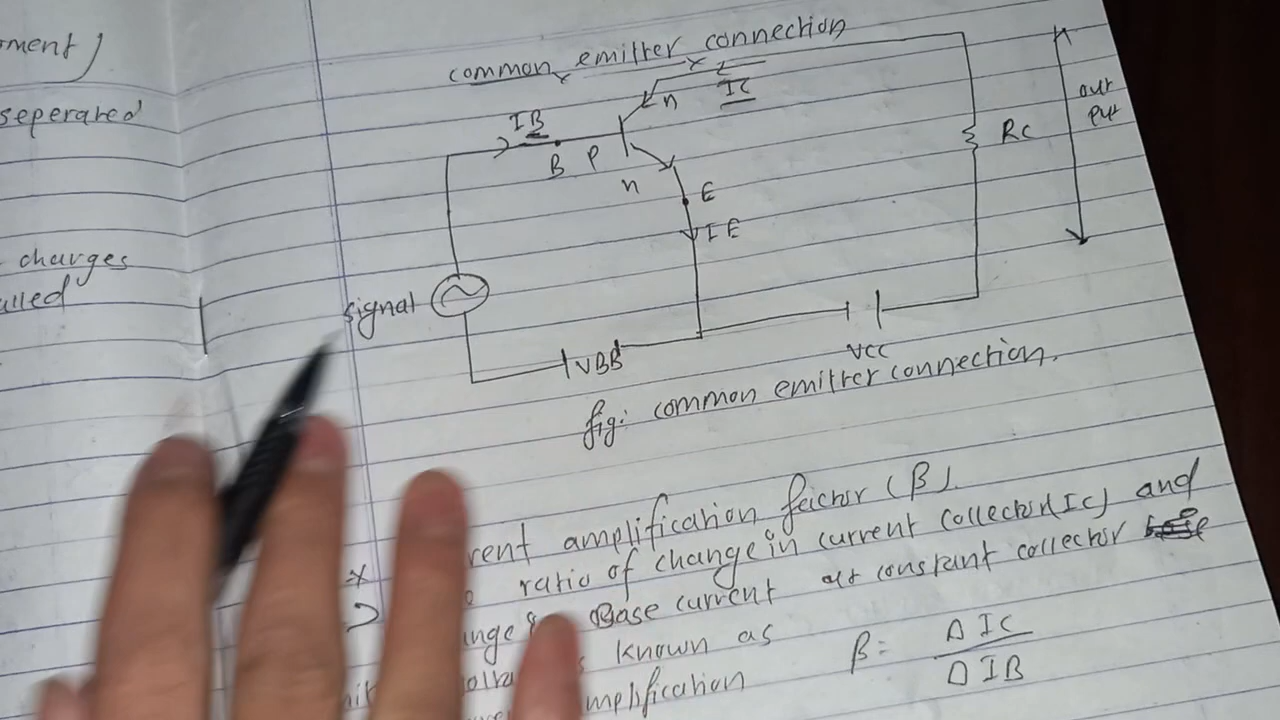 ment)
seperated
charges
common emitter connection
IB
n
IC
B
P
n
E
IE
RC
out
put
signal
VBB
VCC
fig: common emitter connection.
rent amplification factor (β).
ratio of change in current collector (Ic) and
Base current at constant collector
known as
mplification
β = ΔIC
ΔIB